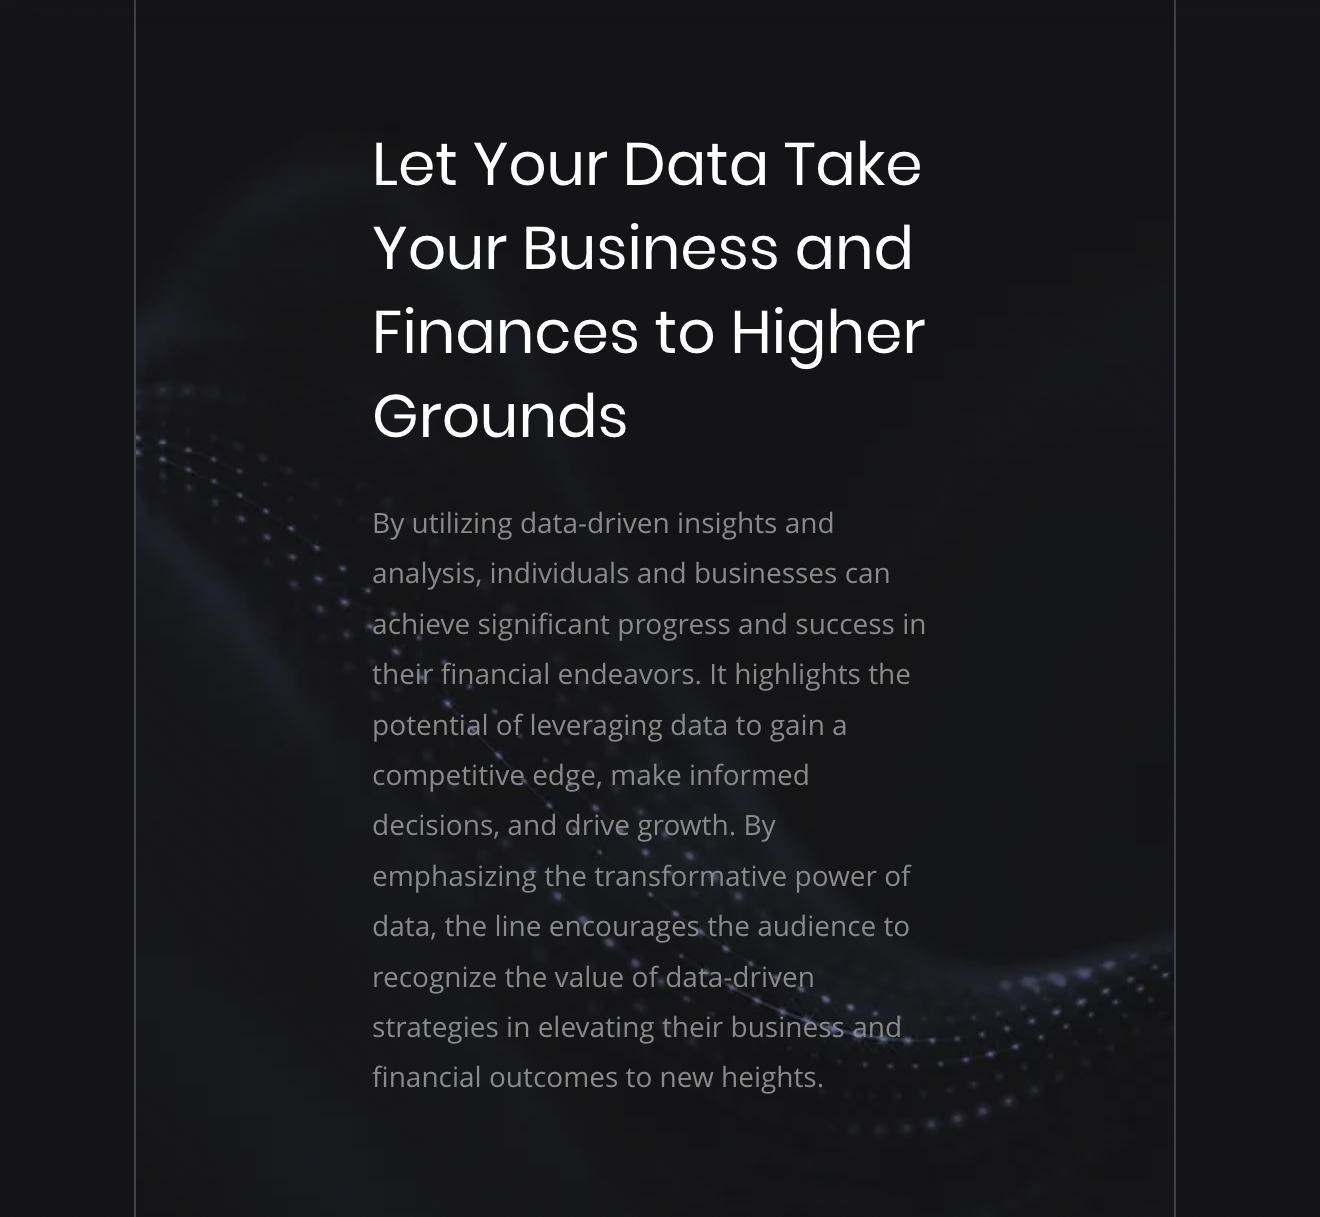 Let Your Data Take
Your Business and
Finances to Higher
Grounds
By utilizing data-driven insights and
analysis, individuals and businesses can
achieve significant progress and success in
their financial endeavors. It highlights the
potential of leveraging data to gain a
competitive edge, make informed
decisions, and drive growth. By
emphasizing the transformative power of
data, the line encourages the audience to
recognize the value of data-driven
strategies in elevating their business and
financial outcomes to new heights.